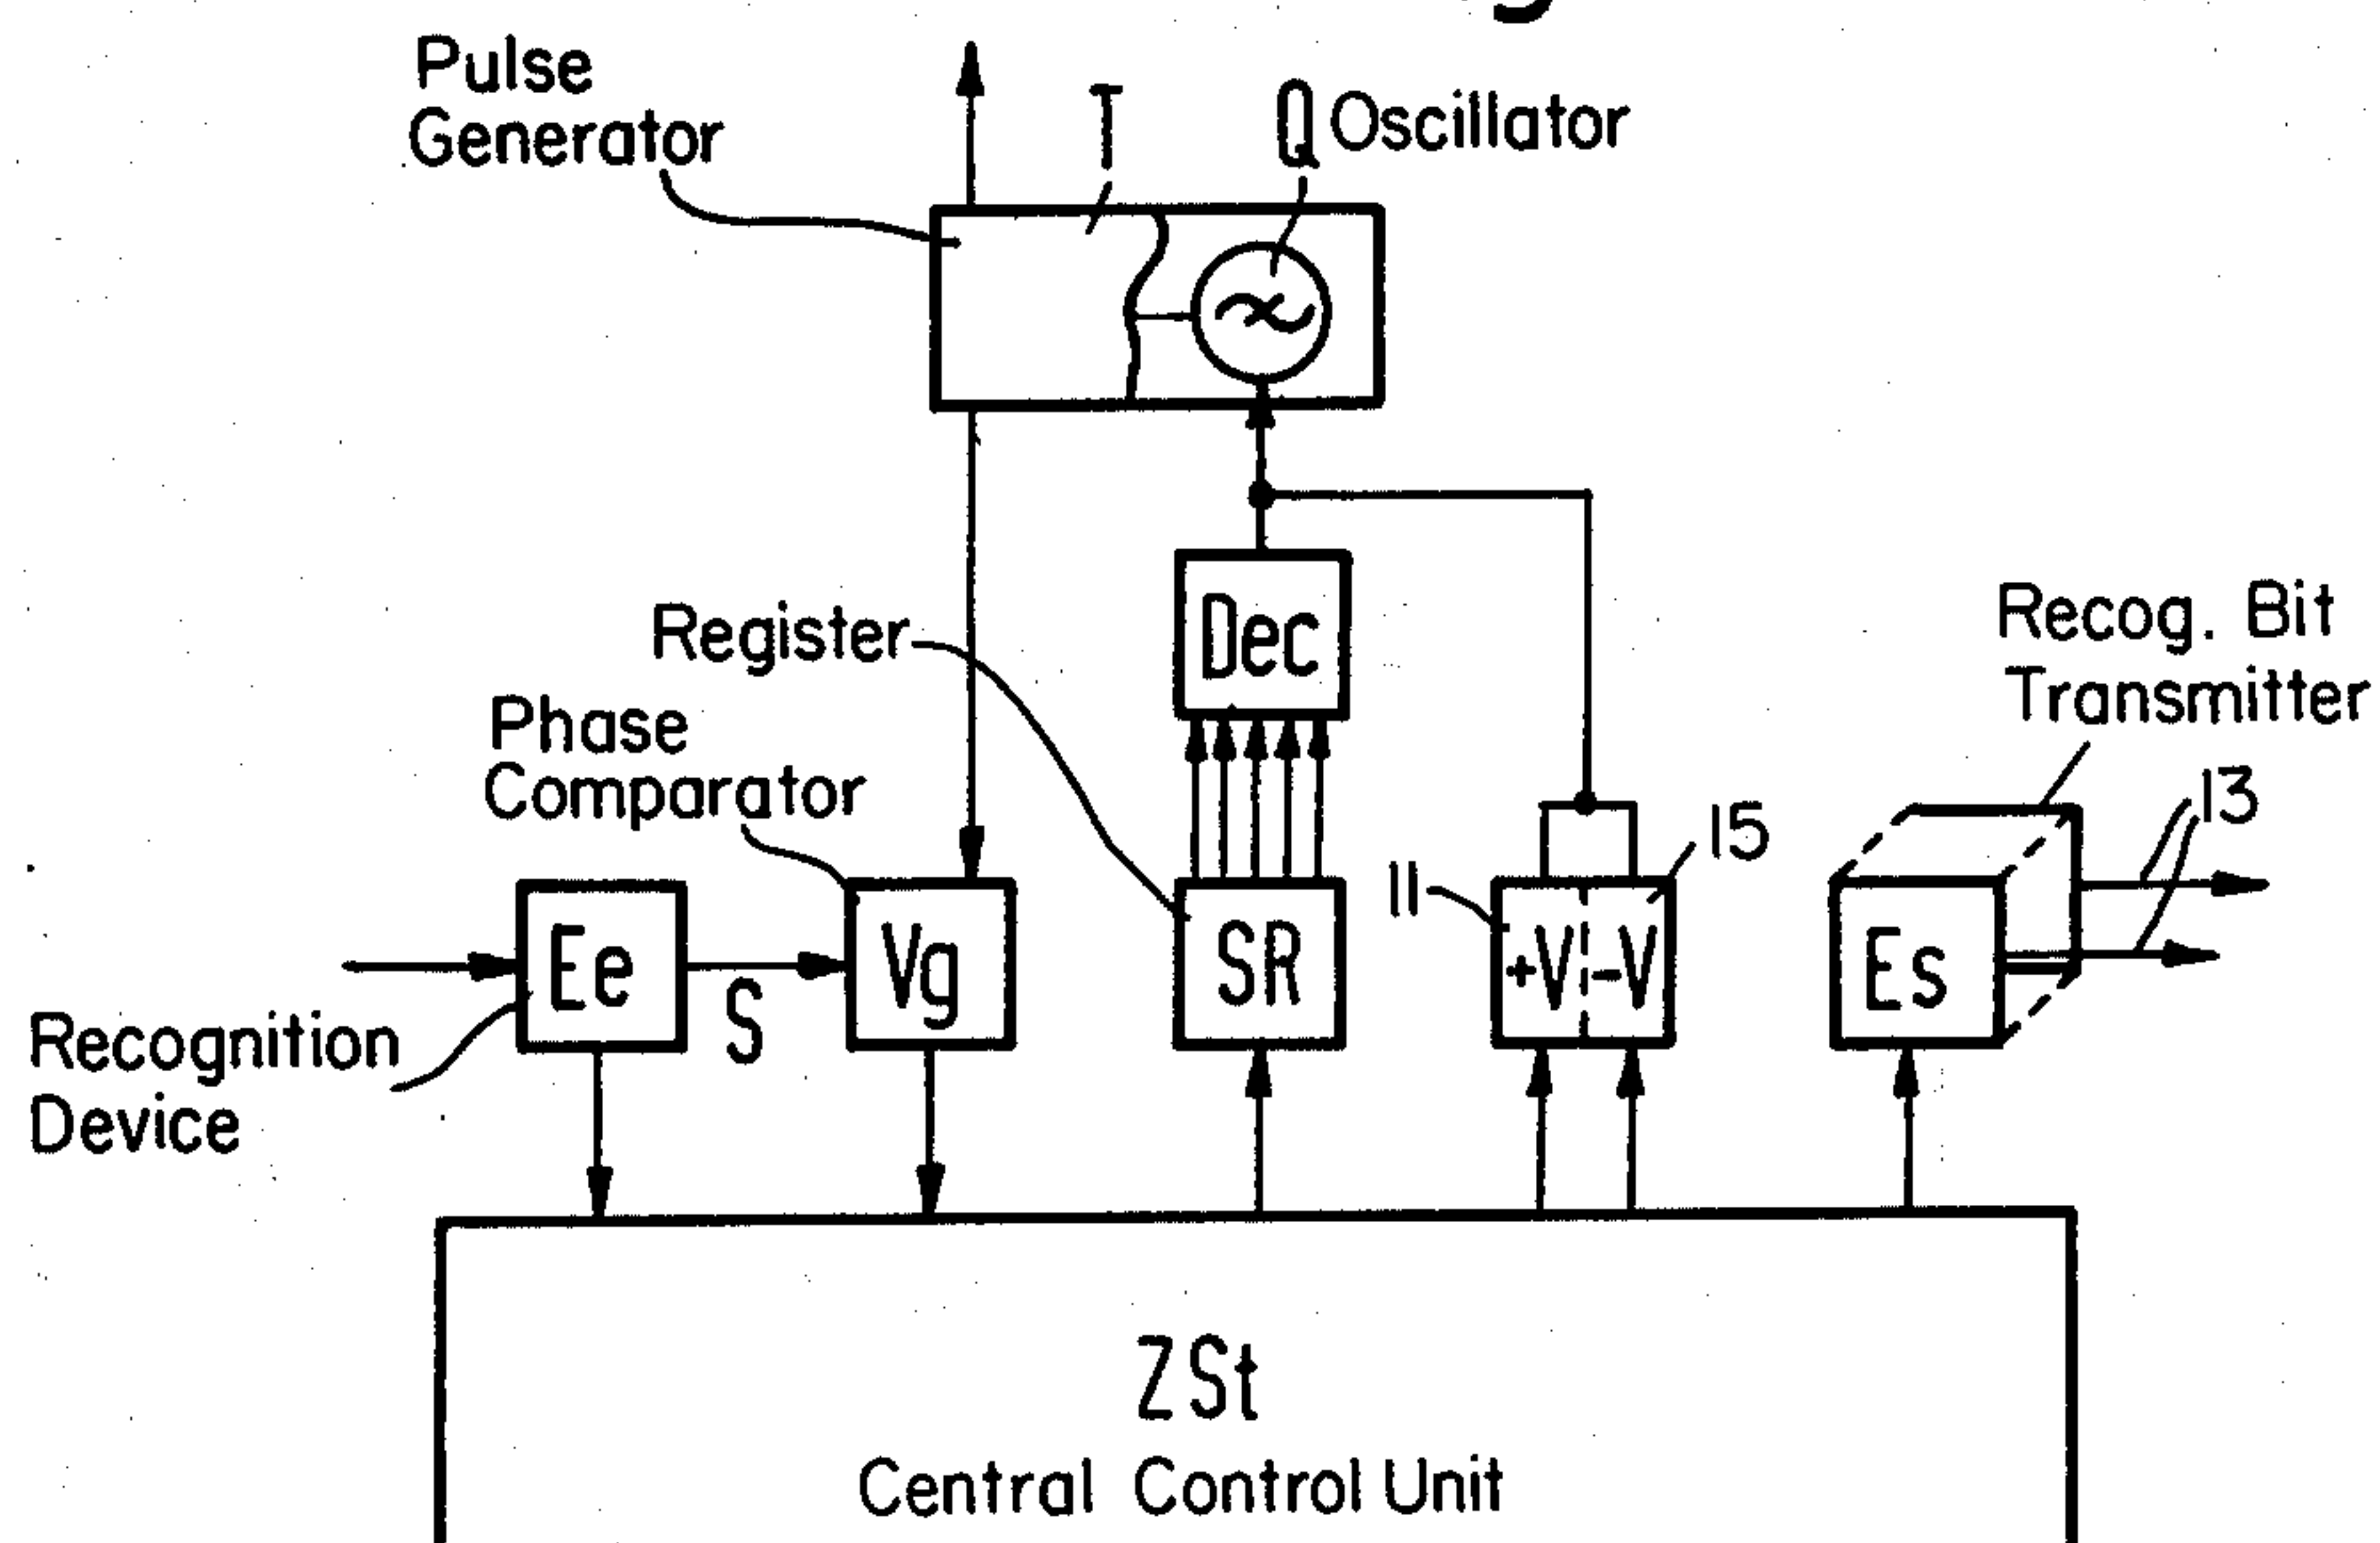 Pulse
Generator
T
Q Oscillator
Register
Dec
Recog. Bit
Transmitter
Phase
Comparator
13
15
11
Ee
S
Vg
SR
+V -V
Es
Recognition
Device
ZSt
Central Control Unit